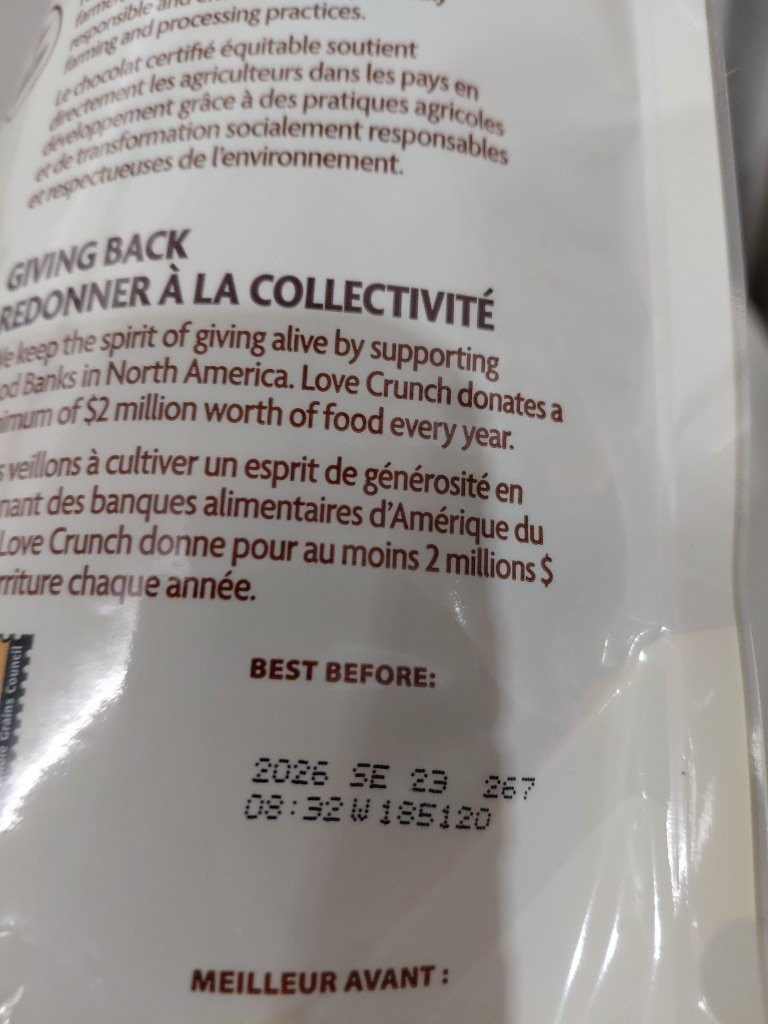 responsible and
farming and processing practices.
Le chocolat certifié équitable soutient
directement les agriculteurs dans les pays en
développement grâce à des pratiques agricoles
et de transformation socialement responsables
et respectueuses de l'environnement.
GIVING BACK
REDONNER À LA COLLECTIVITÉ
keep the spirit of giving alive by supporting
Banks in North America. Love Crunch donates a
of $2 million worth of food every year.
veillons à cultiver un esprit de générosité en
des banques alimentaires d'Amérique du
Love Crunch donne pour au moins 2 millions $
chaque année.
Grains Council
BEST BEFORE:
2026 SE 23 267
08:32 W 185120
MEILLEUR AVANT :